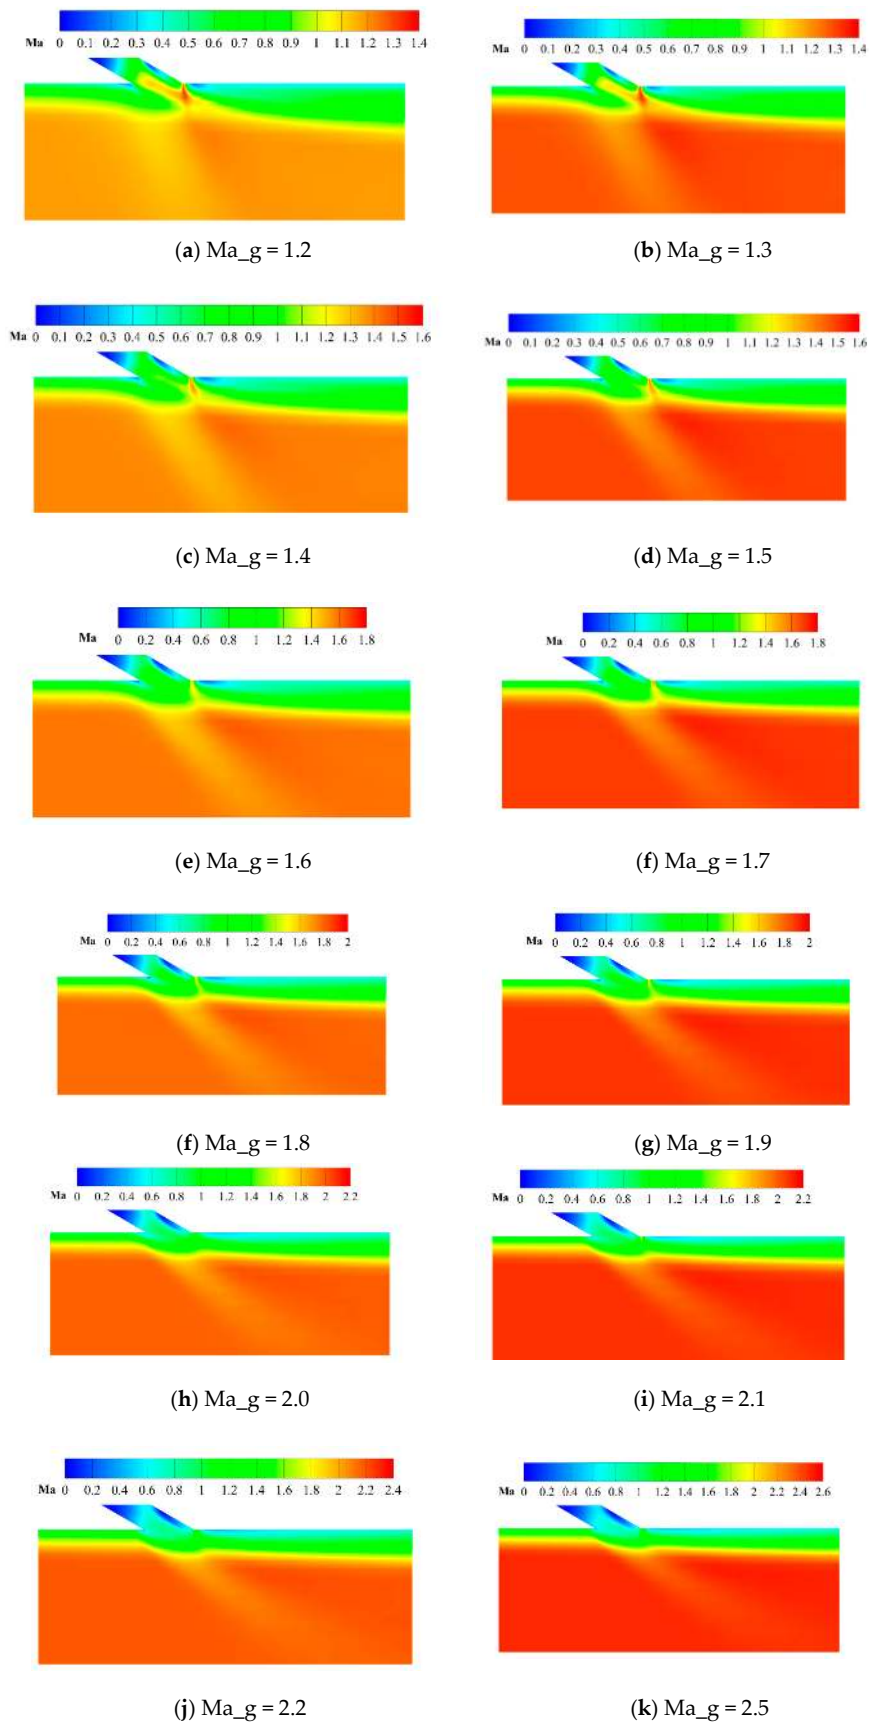 Ma 0 0.1 0.2 0.3 0.4 0.5 0.6 0.7 0.8 0.9 1 1.1 1.2 1.3 1.4
Ma 0 0.1 0.2 0.3 0.4 0.5 0.6 0.7 0.8 0.9 1 1.1 1.2 1.3 1.4
(a) Ma_g = 1.2
(b) Ma_g = 1.3
Ma 0 0.1 0.2 0.3 0.4 0.5 0.6 0.7 0.8 0.9 1 1.1 1.2 1.3 1.4 1.5 1.6
Ma 0 0.1 0.2 0.3 0.4 0.5 0.6 0.7 0.8 0.9 1 1.1 1.2 1.3 1.4 1.5 1.6
(c) Ma_g = 1.4
(d) Ma_g = 1.5
Ma 0 0.2 0.4 0.6 0.8 1 1.2 1.4 1.6 1.8
Ma 0 0.2 0.4 0.6 0.8 1 1.2 1.4 1.6 1.8
(e) Ma_g = 1.6
(f) Ma_g = 1.7
Ma 0 0.2 0.4 0.6 0.8 1 1.2 1.4 1.6 1.8 2
Ma 0 0.2 0.4 0.6 0.8 1 1.2 1.4 1.6 1.8 2
(f) Ma_g = 1.8
(g) Ma_g = 1.9
Ma 0 0.2 0.4 0.6 0.8 1 1.2 1.4 1.6 1.8 2 2.2
Ma 0 0.2 0.4 0.6 0.8 1 1.2 1.4 1.6 1.8 2 2.2
(h) Ma_g = 2.0
(i) Ma_g = 2.1
Ma 0 0.2 0.4 0.6 0.8 1 1.2 1.4 1.6 1.8 2 2.2 2.4
Ma 0 0.2 0.4 0.6 0.8 1 1.2 1.4 1.6 1.8 2 2.2 2.4 2.6
(j) Ma_g = 2.2
(k) Ma_g = 2.5